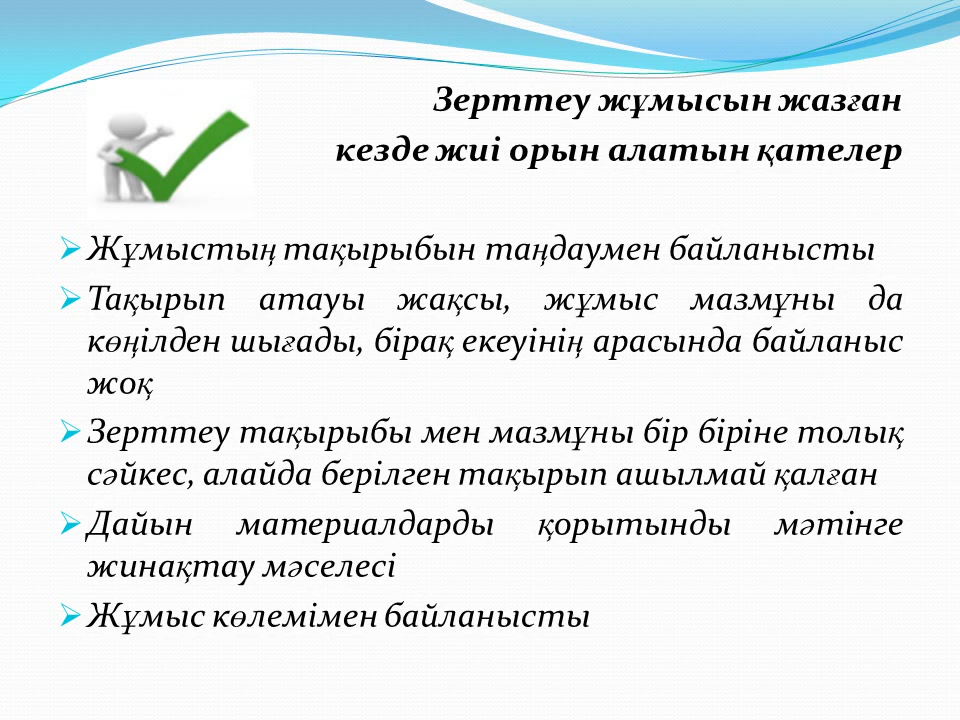 Зерттеу жұмысын жазған
кезде жиі орын алатын қателер
Жұмыстың тақырыбын таңдаумен байланысты
Тақырып атауы жақсы, жұмыс мазмұны да
көңілден шығады, бірақ екеуінің арасында байланыс
жоқ
Зерттеу тақырыбы мен мазмұны бір біріне толық
сәйкес, алайда берілген тақырып ашылмай қалған
Дайын материалдарды қорытынды мәтінге
жинақтау мәселесі
Жұмыс көлемімен байланысты